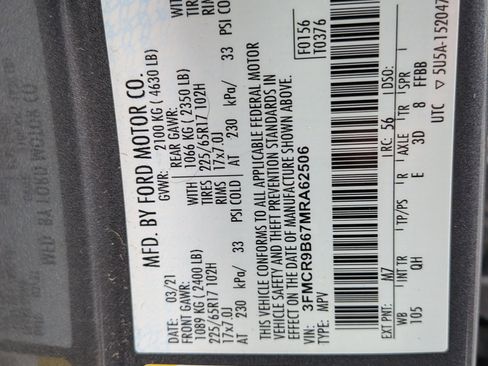 MFD. BY FORD MOTOR CO.
DATE: 03/21
GVWR: 2100 KG ( 4630 LB)
FRONT GAWR:
1089 KG ( 2400 LB)
225/65R17 102H
17x7.0J
AT 230 kPa/ 33 PSI COLD
REAR GAWR:
1066 KG ( 2350 LB)
WITH TIRES 225/65R17 102H
RIMS 17x7.0J
AT 230 kPa/ 33 PSI COLD
THIS VEHICLE CONFORMS TO ALL APPLICABLE FEDERAL MOTOR
VEHICLE SAFETY AND THEFT PREVENTION STANDARDS IN
EFFECT ON THE DATE OF MANUFACTURE SHOWN ABOVE.
VIN: 3FMCR9B67MRA62506
TYPE: MPV
F0156
T0376
EXT PNT: M7 RC: 56 DSO:
WB INT TR TP/PS R AXLE TR SPR
105 QH E 3D 8 FFBB
UTC ▽ 5U5A-152047